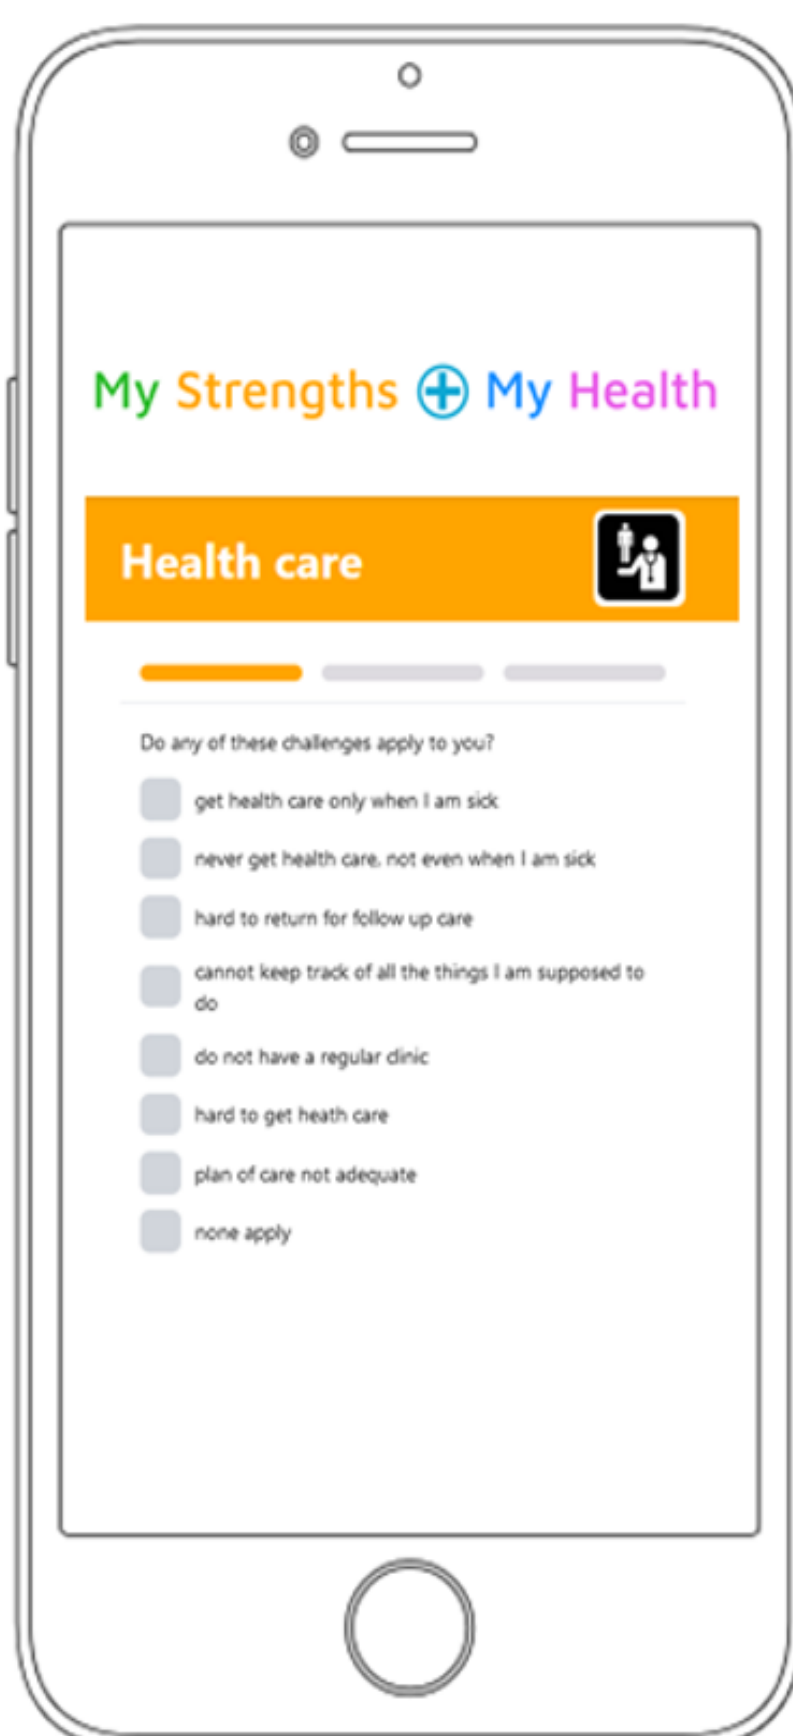 My Strengths + My Health
Health care
Do any of these challenges apply to you?
get health care only when I am sick
never get health care, not even when I am sick
hard to return for follow up care
cannot keep track of all the things I am supposed to
do
do not have a regular clinic
hard to get heath care
plan of care not adequate
none apply